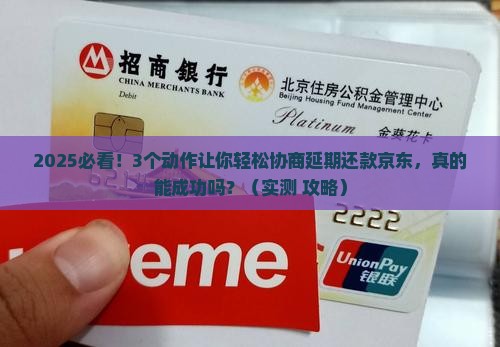 招商银行
CHINA MERCHANTS BANK
Debit
北京住房公积金管理中心
Beijing Housing Fund Management Center
Platinum
金葵花卡
2025必看！3个动作让你轻松协商延期还款京东，真的
能成功吗？（实测 攻略）
2222
reme
UnionPay
银联